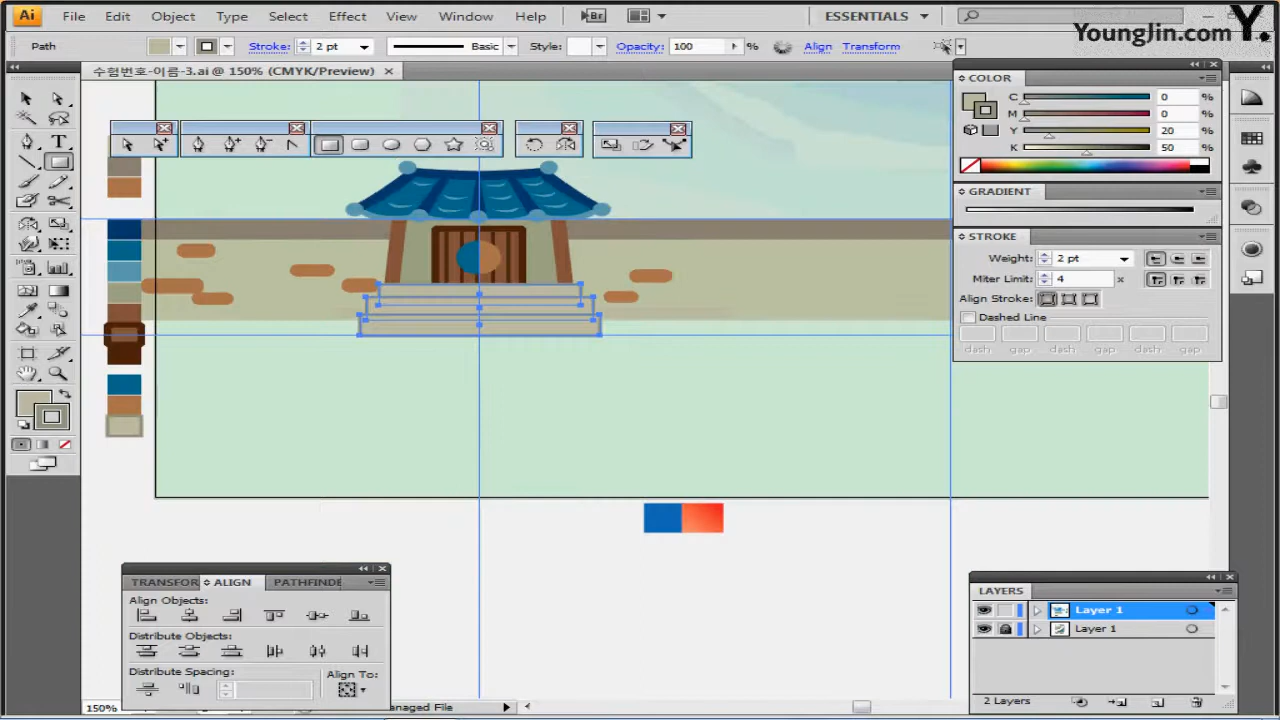 Ai File Edit Object Type Select Effect View Window Help Br ESSENTIALS
YoungJin.com Y.
Path Stroke: 2 pt Basic Style: Opacity: 100 % Align Transform
수험번호-이름-3.ai @ 150% (CMYK/Preview)
COLOR
C 0 %
M 0 %
Y 20 %
K 50 %
GRADIENT
STROKE
Weight: 2 pt
Miter Limit: 4 x
Align Stroke:
Dashed Line
dash gap dash gap dash gap
TRANSFOR ALIGN PATHFINDE
Align Objects:
Distribute Objects:
Distribute Spacing: Align To:
LAYERS
Layer 1
Layer 1
2 Layers
150% anaged File